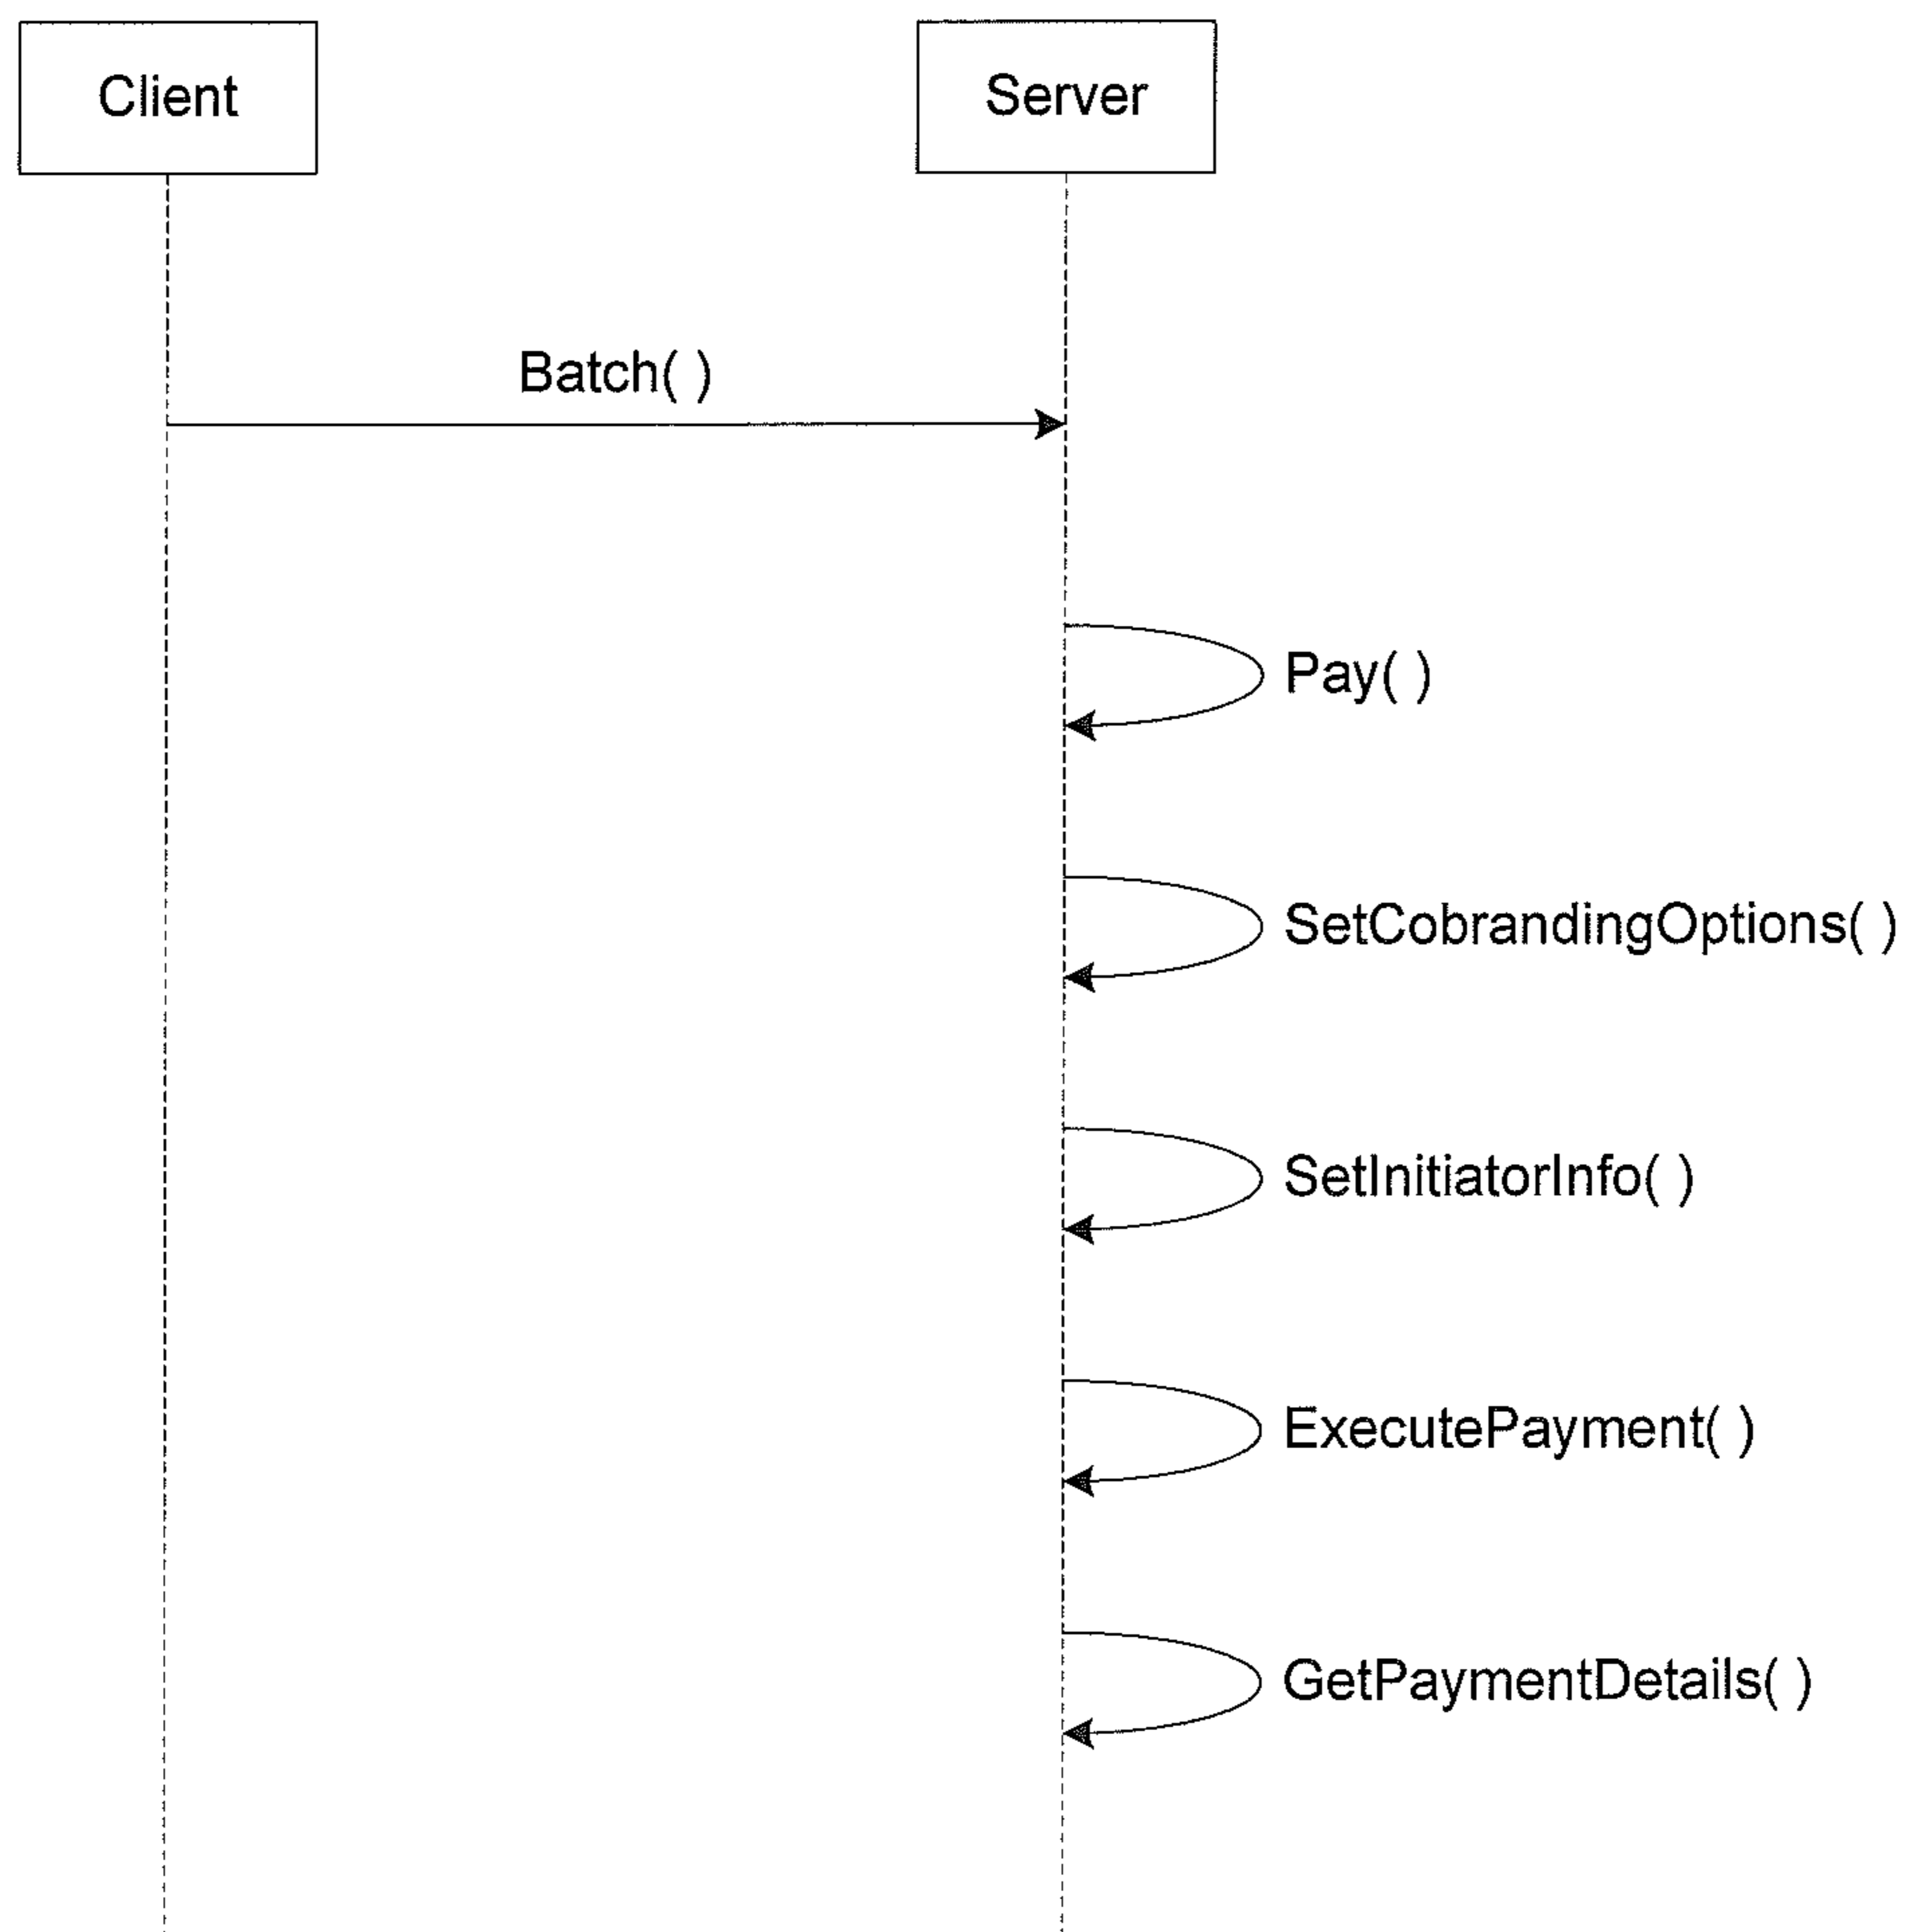 Client
Server
Batch( )
Pay( )
SetCobrandingOptions( )
SetInitiatorInfo( )
ExecutePayment( )
GetPaymentDetails( )